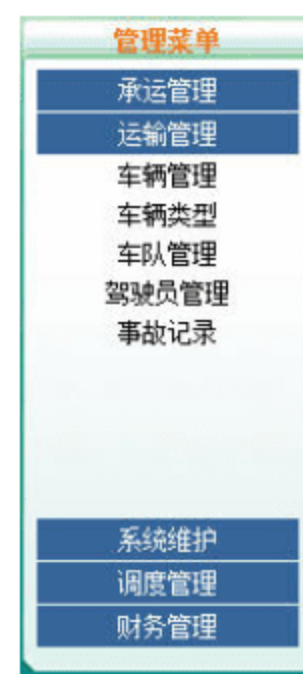 管理菜单
承运管理
运输管理
车辆管理
车辆类型
车队管理
驾驶员管理
事故记录
系统维护
调度管理
财务管理